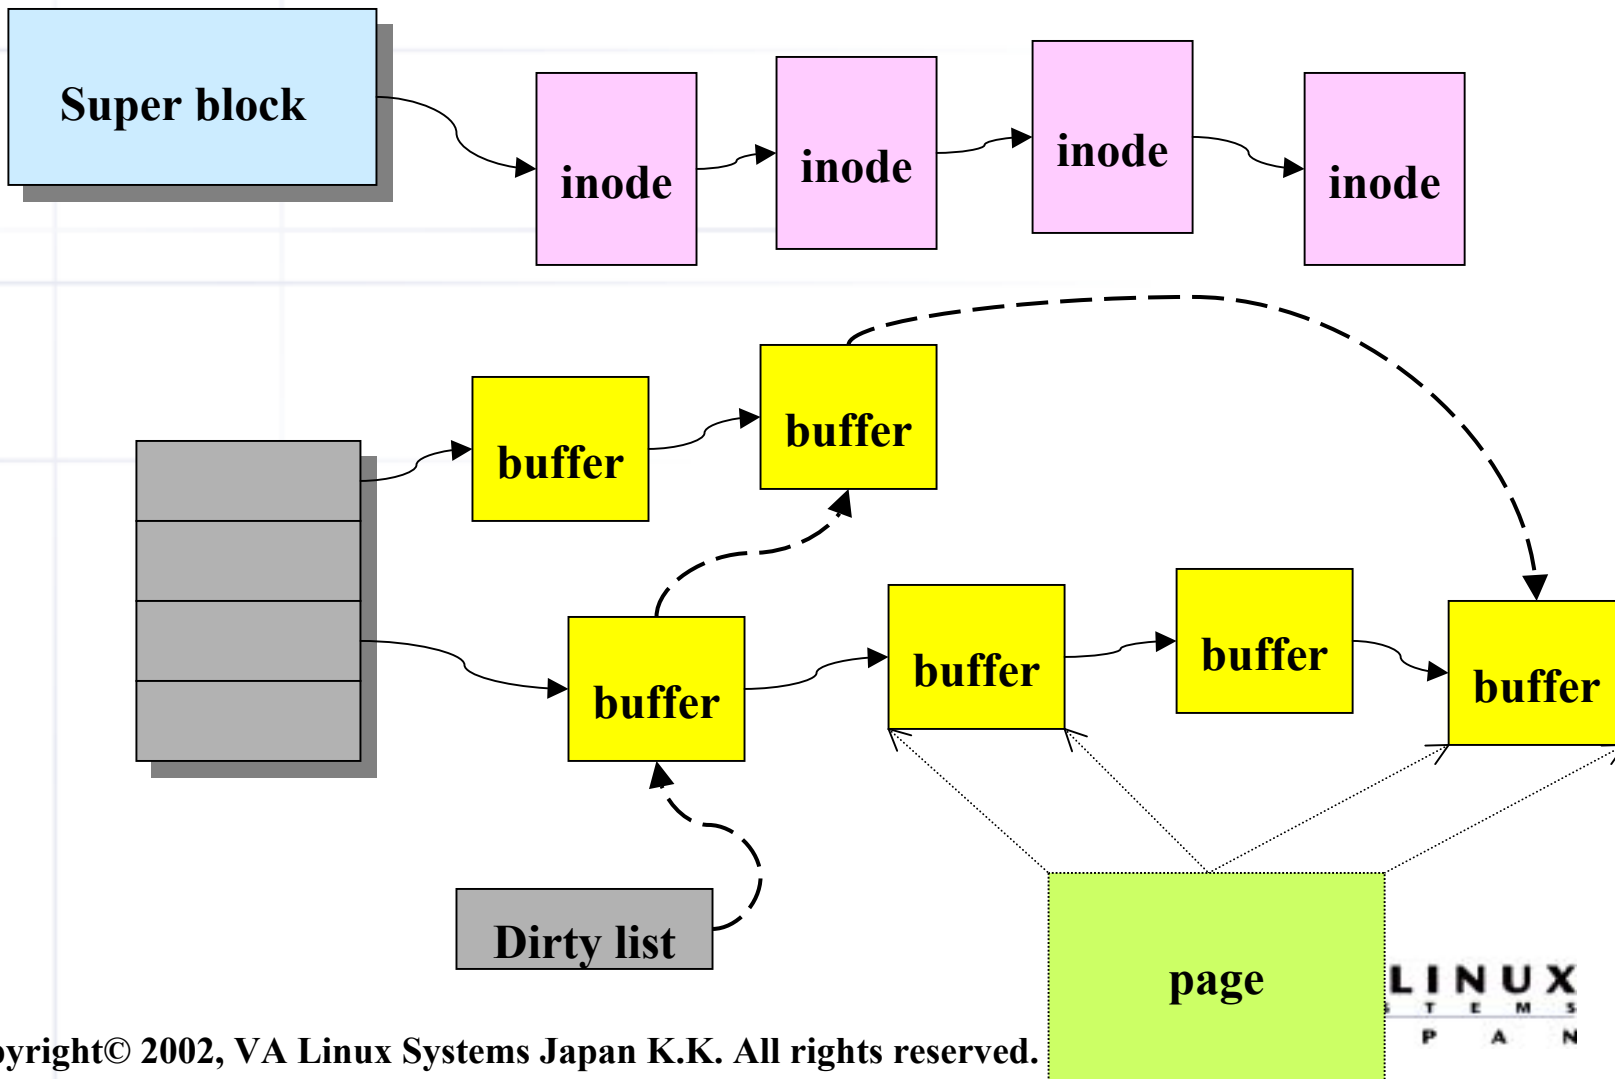 Super block
inode
inode
inode
inode
buffer
buffer
buffer
buffer
buffer
buffer
Dirty list
page
LINUX
S T E M S
P A N
pyright© 2002, VA Linux Systems Japan K.K. All rights reserved.